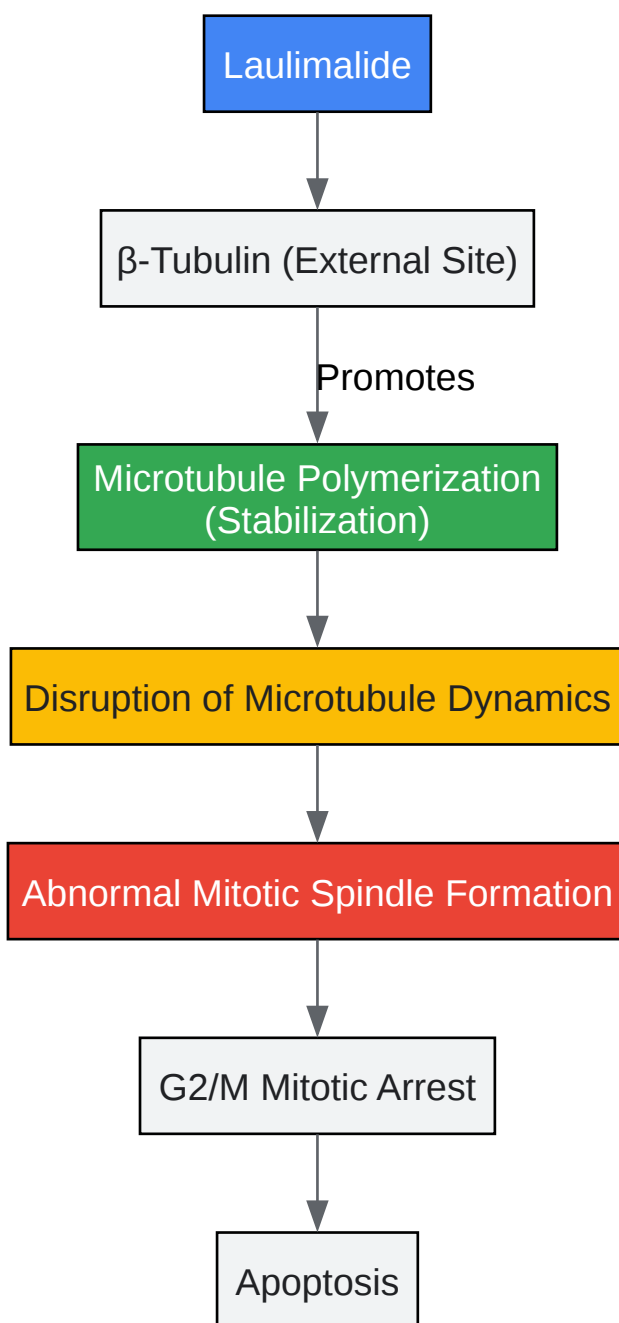 Laulimalide
β-Tubulin (External Site)
Promotes
Microtubule Polymerization
(Stabilization)
Disruption of Microtubule Dynamics
Abnormal Mitotic Spindle Formation
G2/M Mitotic Arrest
Apoptosis